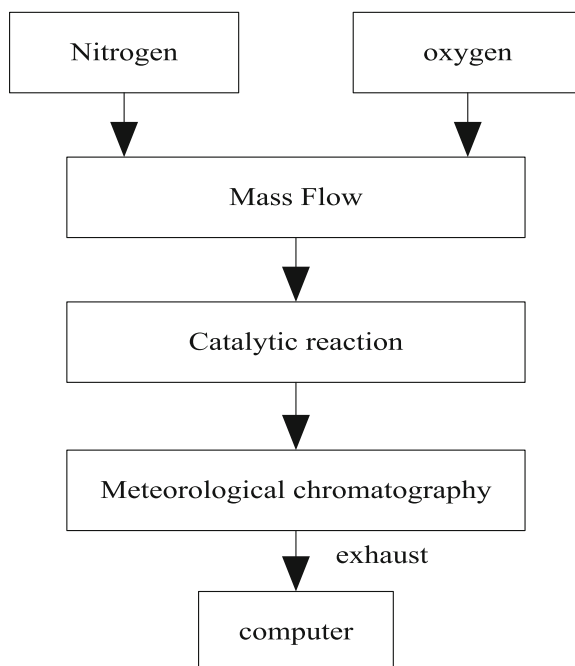 Nitrogen
oxygen
Mass Flow
Catalytic reaction
Meteorological chromatography
exhaust
computer